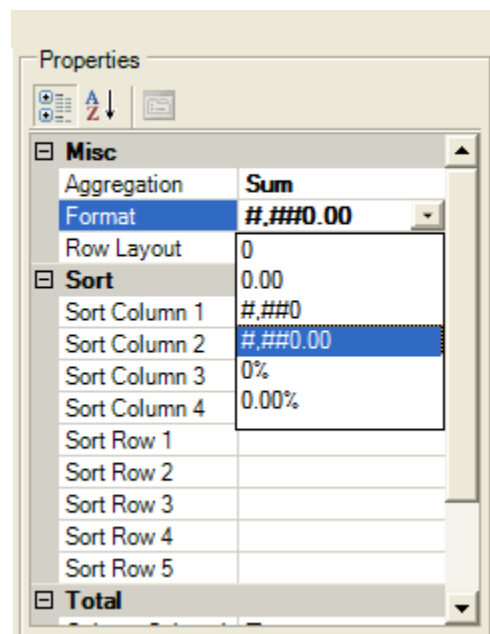 Properties
A
Z
Misc
Aggregation Sum
Format #,##0.00
Row Layout
0
Sort
0.00
Sort Column 1
#,##0
Sort Column 2
#,##0.00
Sort Column 3
0%
Sort Column 4
0.00%
Sort Row 1
Sort Row 2
Sort Row 3
Sort Row 4
Sort Row 5
Total